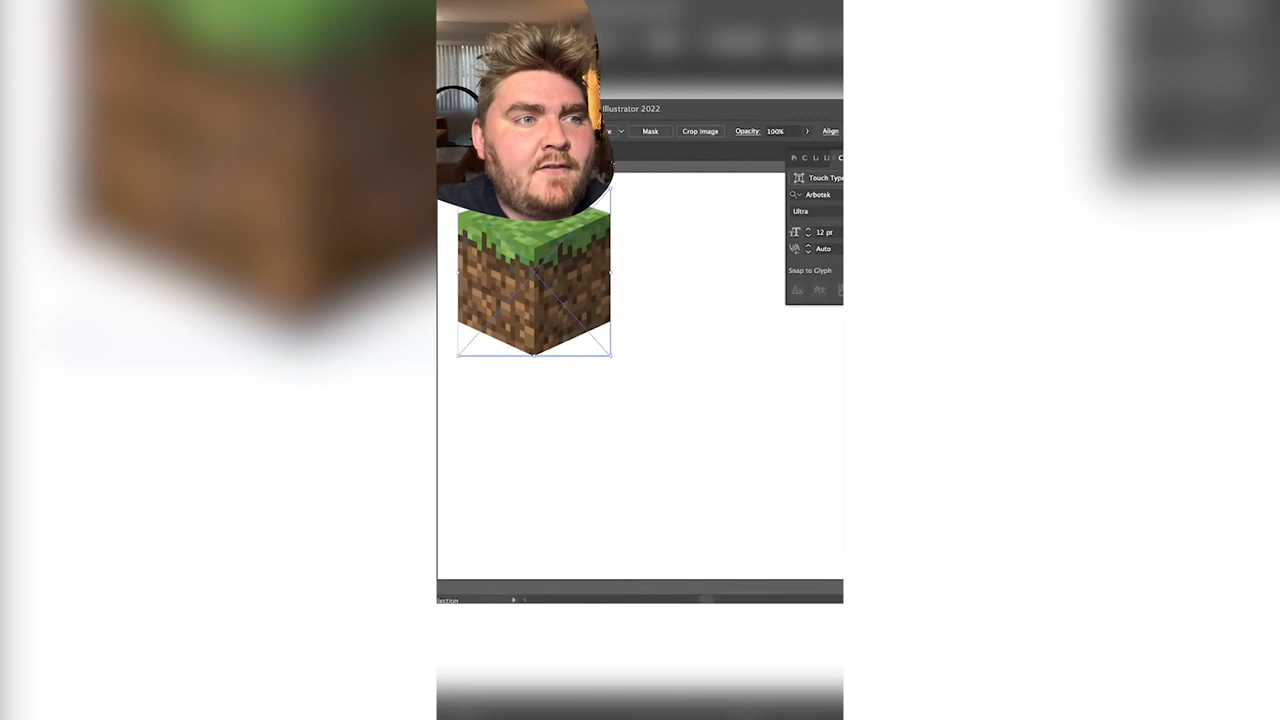 Illustrator 2022
Mask
Crop Image
Opacity:
100%
Align
Touch Type
Arbotek
Ultra
12 pt
Auto
Snap to Glyph